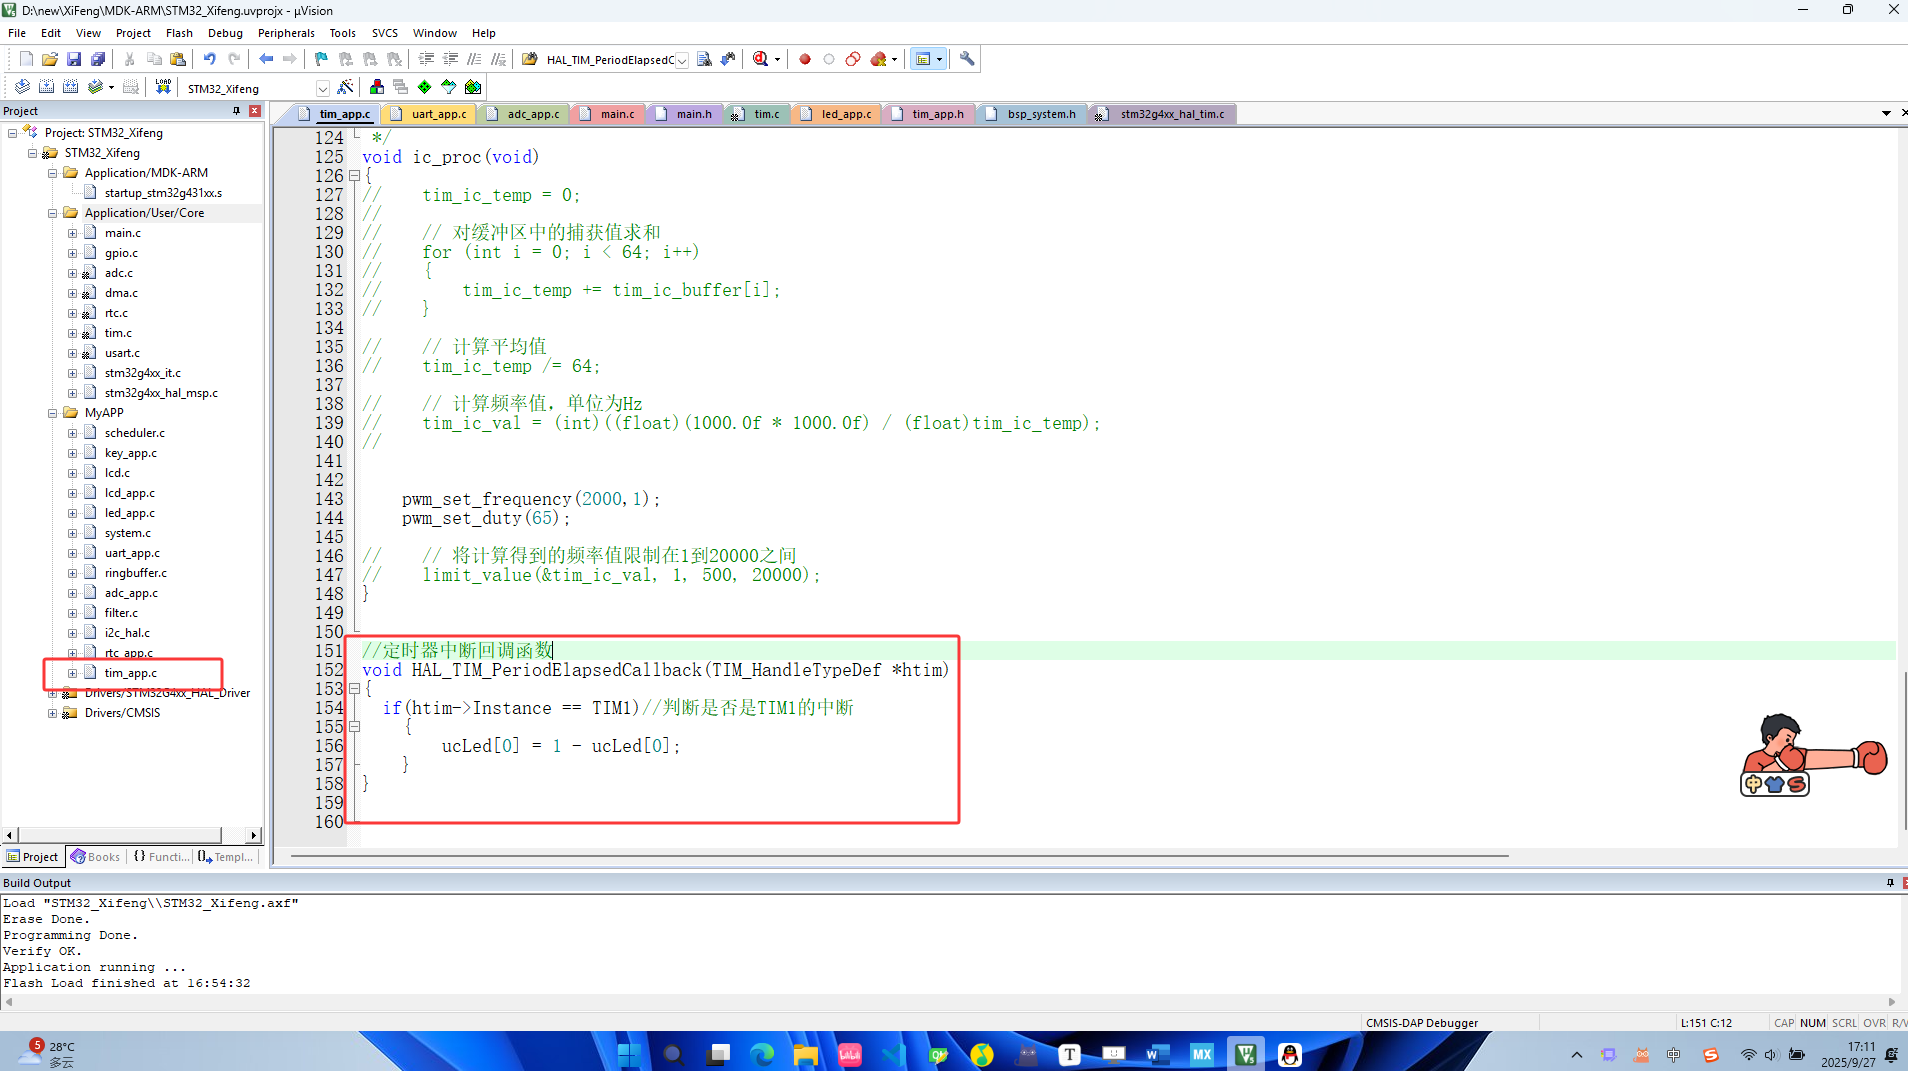 D:\new\XiFeng\MDK-ARM\STM32_Xifeng.uvprojx - µVision
File Edit View Project Flash Debug Peripherals Tools SVCS Window Help
HAL_TIM_PeriodElapsedC
LOAD
STM32_Xifeng
Project
tim_app.c uart_app.c adc_app.c main.c main.h tim.c led_app.c tim_app.h bsp_system.h stm32g4xx_hal_tim.c
Project: STM32_Xifeng
STM32_Xifeng
Application/MDK-ARM
startup_stm32g431xx.s
Application/User/Core
main.c
gpio.c
adc.c
dma.c
rtc.c
tim.c
usart.c
stm32g4xx_it.c
stm32g4xx_hal_msp.c
MyAPP
scheduler.c
key_app.c
lcd.c
lcd_app.c
led_app.c
system.c
uart_app.c
ringbuffer.c
adc_app.c
filter.c
i2c_hal.c
rtc_app.c
tim_app.c
Drivers/STM32G4xx_HAL_Driver
Drivers/CMSIS
Project Books {} Functi... Templ...
124 */
125 void ic_proc(void)
126 {
127 // tim_ic_temp = 0;
128 //
129 // // 对缓冲区中的捕获值求和
130 // for (int i = 0; i < 64; i++)
131 // {
132 // tim_ic_temp += tim_ic_buffer[i];
133 // }
134
135 // // 计算平均值
136 // tim_ic_temp /= 64;
137
138 // // 计算频率值，单位为Hz
139 // tim_ic_val = (int)((float)(1000.0f * 1000.0f) / (float)tim_ic_temp);
140 //
141
142
143 pwm_set_frequency(2000,1);
144 pwm_set_duty(65);
145
146 // // 将计算得到的频率值限制在1到20000之间
147 // limit_value(&tim_ic_val, 1, 500, 20000);
148 }
149
150
151 //定时器中断回调函数
152 void HAL_TIM_PeriodElapsedCallback(TIM_HandleTypeDef *htim)
153 {
154 if(htim->Instance == TIM1)//判断是否是TIM1的中断
155 {
156 ucLed[0] = 1 - ucLed[0];
157 }
158 }
159
160
中 S
Build Output
Load "STM32_Xifeng\\STM32_Xifeng.axf"
Erase Done.
Programming Done.
Verify OK.
Application running ...
Flash Load finished at 16:54:32
CMSIS-DAP Debugger L:151 C:12 CAP NUM SCRL OVR R/W
5
28°C
多云
T W MX
中 S
17:11
2025/9/27